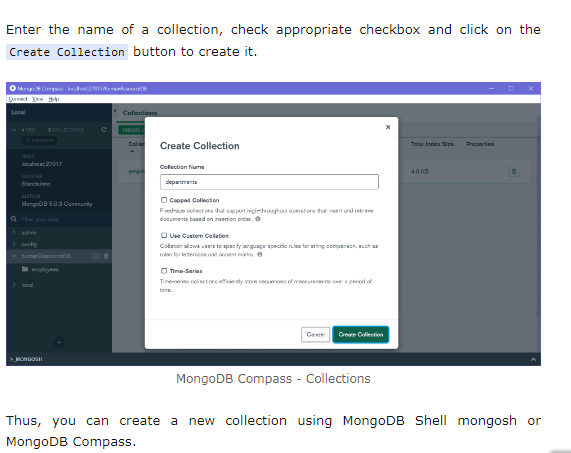 Enter the name of a collection, check appropriate checkbox and click on the
Create Collection button to create it.
MongoDB Compass - localhost:27017/humanResourceDB
Connect View Help
Local
Collections
4 DBS
COLLECTIONS
CREATE
HOST
localhost:27017
CLUSTER
Standalone
EDITION
MongoDB 5.0.3 Community
Filter your data
admin
config
humanResourceDB
employees
local
Total Index Size Properties
4.0 KB
Create Collection
Collection Name
departments
Capped Collection
Fixed-size collections that support high-throughput operations that insert and retrieve
documents based on insertion order.
Use Custom Collation
Collation allows users to specify language-specific rules for string comparison, such as
rules for lettercase and accent marks.
Time-Series
Time-series collections efficiently store sequences of measurements over a period of
time.
Cancel Create Collection
>_MONGOSH
MongoDB Compass - Collections
Thus, you can create a new collection using MongoDB Shell mongosh or
MongoDB Compass.